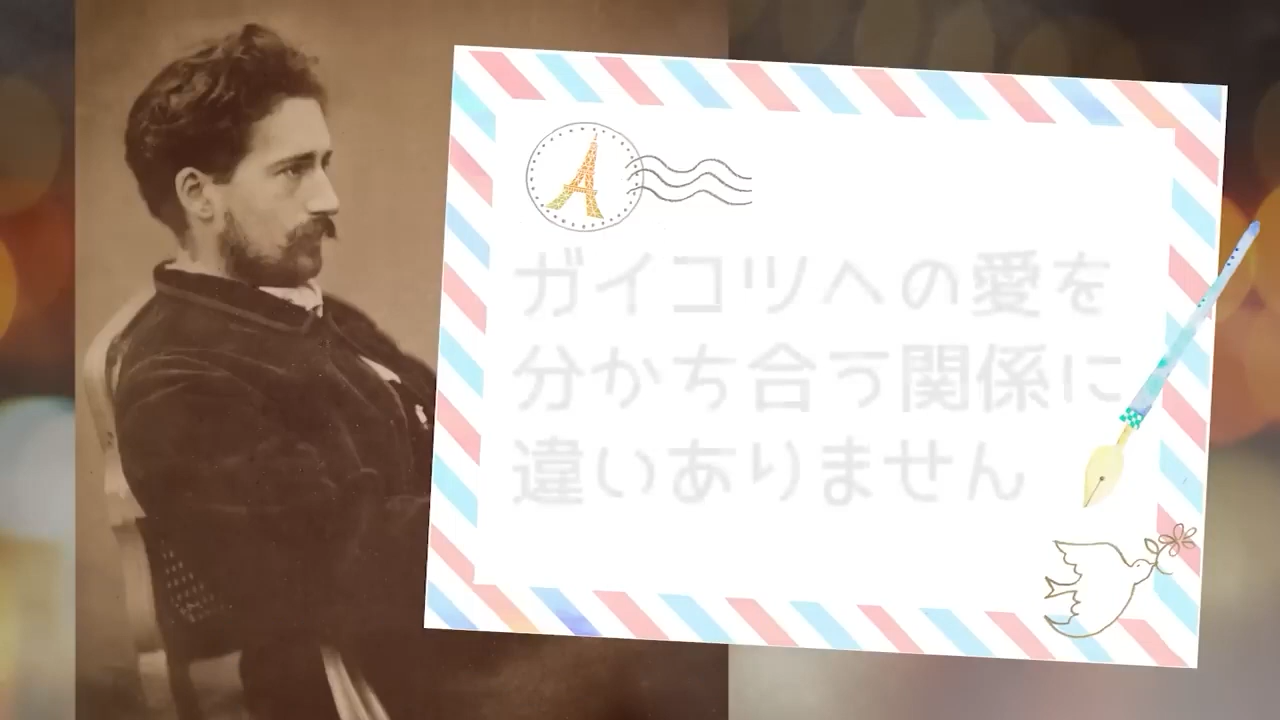 ガイコツへの愛を
分かち合う関係に
違いありません